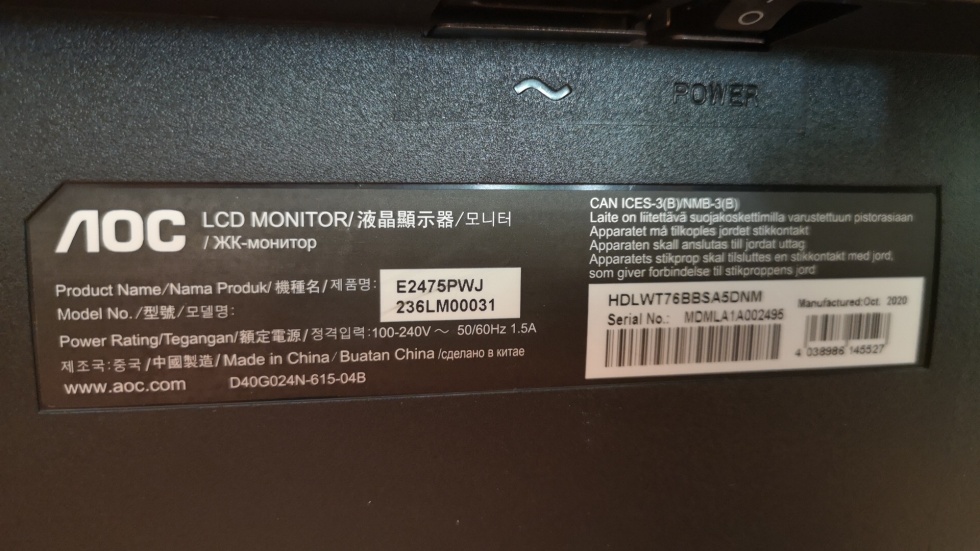 POWER
AOC LCD MONITOR/液晶顯示器/모니터
/ЖК-монитор
Product Name/Nama Produk/機種名/제품명: E2475PWJ
Model No./型號/모델명: 236LM00031
Power Rating/Tegangan/額定電源/정격입력:100-240V ~ 50/60Hz 1.5A
제조국:중국/中國製造/Made in China/Buatan China/сделано в китае
www.aoc.com D40G024N-615-04B
CAN ICES-3(B)/NMB-3(B)
Laite on liitettävä suojakoskettimilla varustettuun pistorasiaan
Apparatet må tilkoples jordet stikkontakt
Apparaten skall anslutas till jordat uttag
Apparatets stikprop skal tilsluttes en stikkontakt med jord,
som giver forbindelse til stikproppens jord
HDLWT76BBSA5DNM Manufactured:Oct. 2020
Serial No.: MDMLA1A002495
4 038986 145527